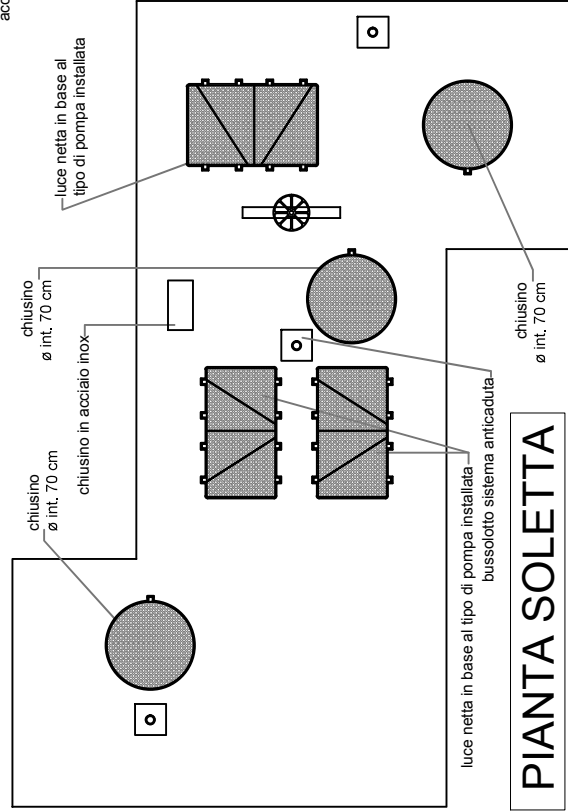 acc
luce netta in base al
tipo di pompa installata
chiusino
ø int. 70 cm
chiusino in acciaio inox
chiusino
ø int. 70 cm
chiusino
ø int. 70 cm
luce netta in base al tipo di pompa installata
bussolotto sistema anticaduta
PIANTA SOLETTA